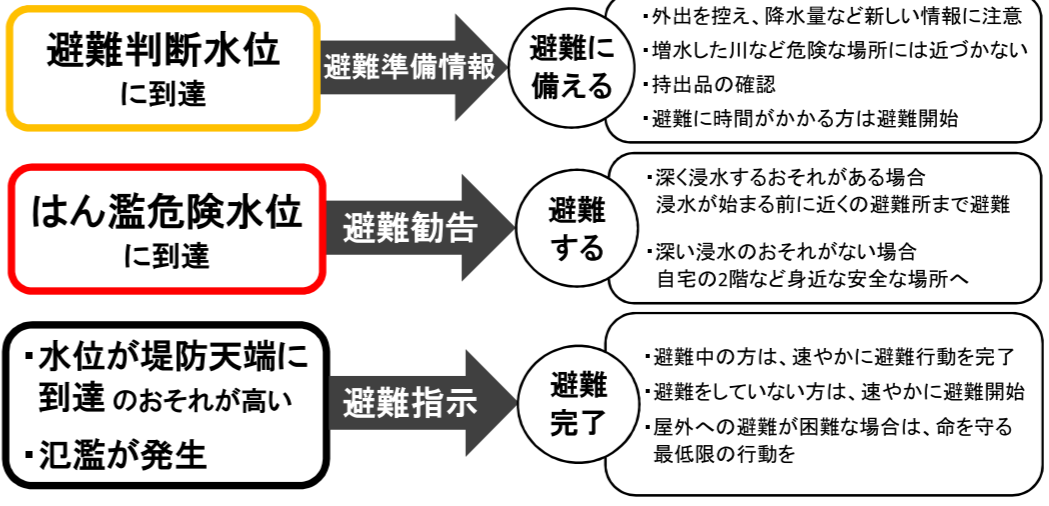 避難判断水位
に到達
避難準備情報
避難に
備える
・外出を控え、降水量など新しい情報に注意
・増水した川など危険な場所には近づかない
・持出品の確認
・避難に時間がかかる方は避難開始
はん濫危険水位
に到達
避難勧告
避難
する
・深く浸水するおそれがある場合
浸水が始まる前に近くの避難所まで避難
・深い浸水のおそれがない場合
自宅の2階など身近な安全な場所へ
・水位が堤防天端に
到達のおそれが高い
・氾濫が発生
避難指示
避難
完了
・避難中の方は、速やかに避難行動を完了
・避難をしていない方は、速やかに避難開始
・屋外への避難が困難な場合は、命を守る
最低限の行動を